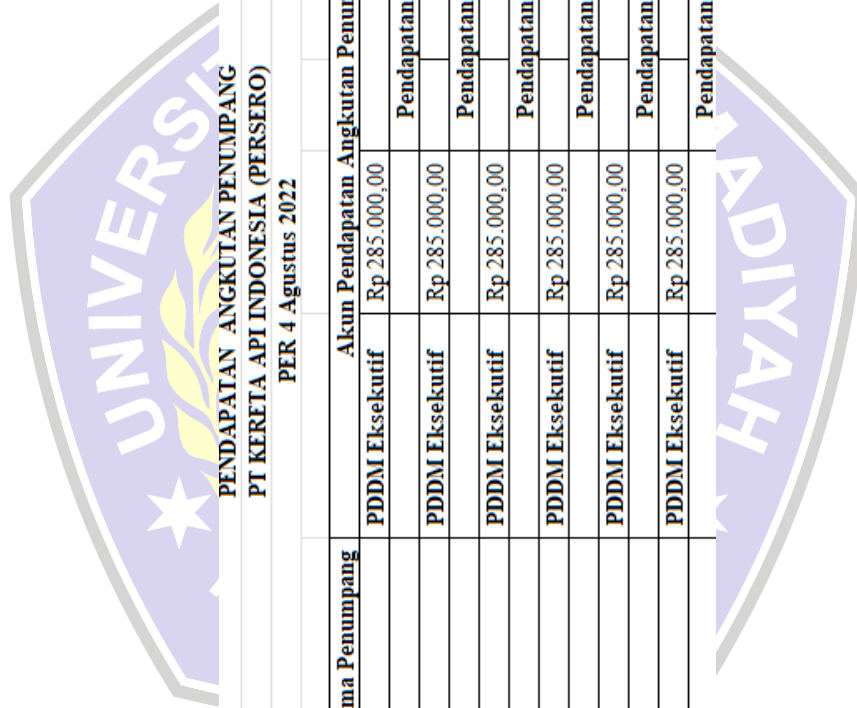 PENDAPATAN ANGKUTAN PENUMPANG
PT KERETA API INDONESIA (PERSERO)
PER 4 Agustus 2022
Penumpang Akun Pendapatan Angkutan
PDDM Eksekutif Rp 285.000,00
Pendapatan
PDDM Eksekutif Rp 285.000,00
Pendapatan
PDDM Eksekutif Rp 285.000,00
Pendapatan
PDDM Eksekutif Rp 285.000,00
Pendapatan
PDDM Eksekutif Rp 285.000,00
Pendapatan
PDDM Eksekutif Rp 285.000,00
Pendapatan
UNIVERSI
ADIYAH